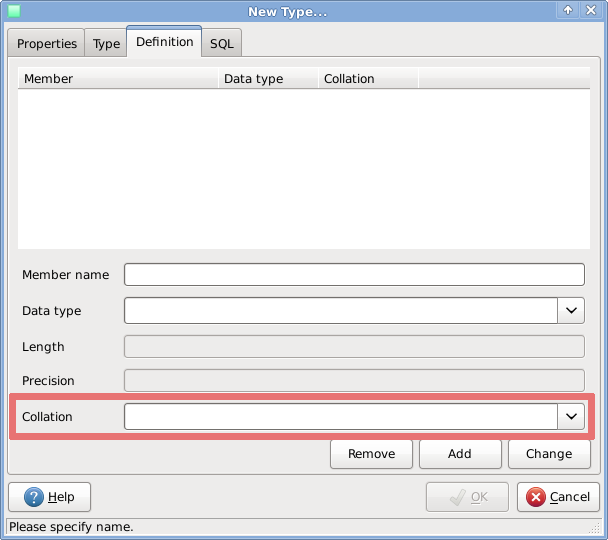 New Type...
Properties Type Definition SQL
Member Data type Collation
Member name
Data type
Length
Precision
Collation
Remove Add Change
Help OK Cancel
Please specify name.